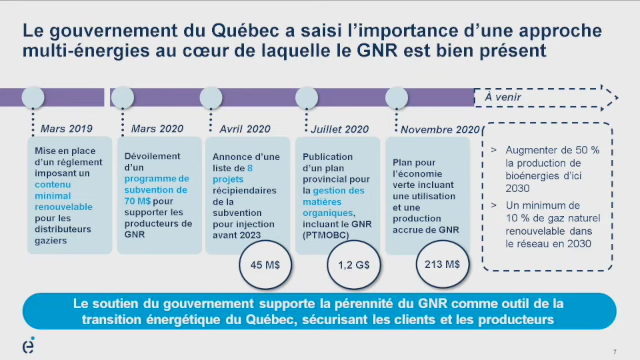 Le gouvernement du Québec a saisi l'importance d'une approche
multi-énergies au cœur de laquelle le GNR est bien présent
À venir
Mars 2019
Mise en place
d'un règlement
imposant un
contenu
minimal
renouvelable
pour les
distributeurs
gaziers
Mars 2020
Dévoilement
d'un
programme de
subvention de
70 M$ pour
supporter les
producteurs de
GNR
Avril 2020
Annonce d'une
liste de 8
projets
récipiendaires
de la
subvention
pour injection
avant 2023
45 M$
Juillet 2020
Publication
d'un plan
provincial pour
la gestion des
matières
organiques,
incluant le GNR
(PTMOBC)
1,2 G$
Novembre 2020
Plan pour
l'économie
verte incluant
une utilisation
et une
production
accrue de GNR
213 M$
> Augmenter de 50 %
la production de
bioénergies d'ici
2030
> Un minimum de
10 % de gaz naturel
renouvelable dans
le réseau en 2030
Le soutien du gouvernement supporte la pérennité du GNR comme outil de la
transition énergétique du Québec, sécurisant les clients et les producteurs
7